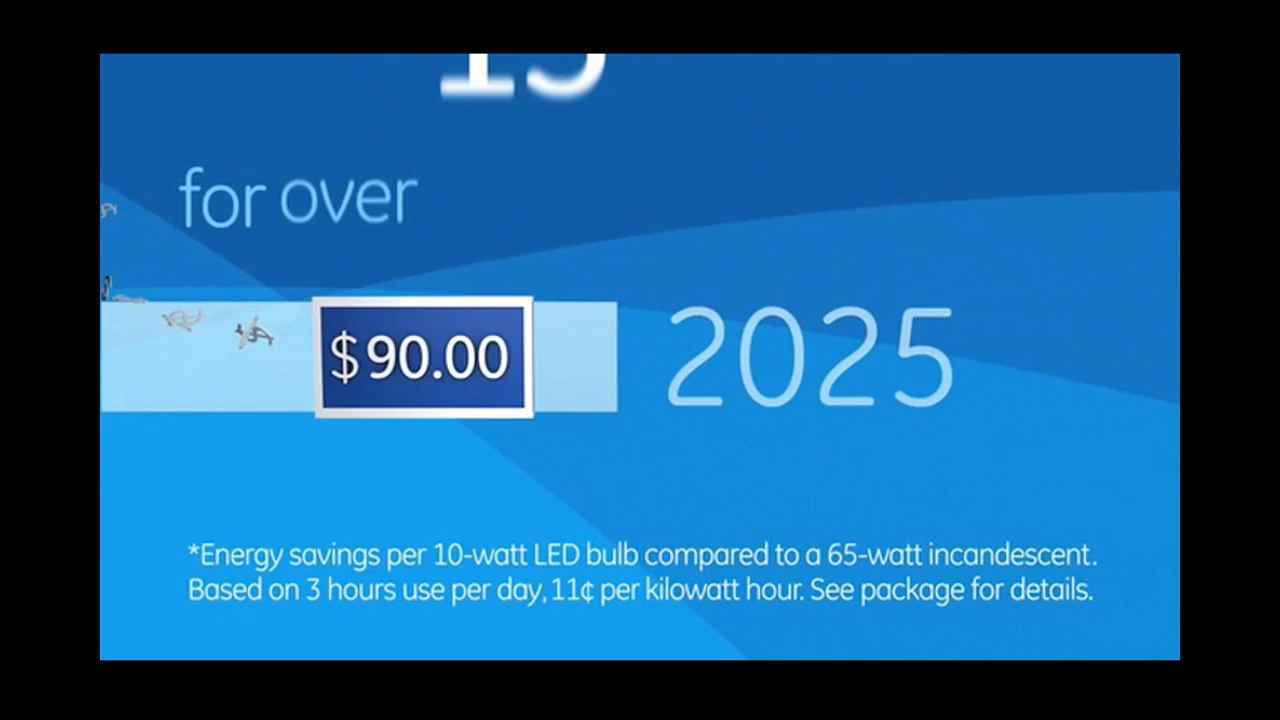 for over
$90.00 2025
*Energy savings per 10-watt LED bulb compared to a 65-watt incandescent.
Based on 3 hours use per day, 11¢ per kilowatt hour. See package for details.